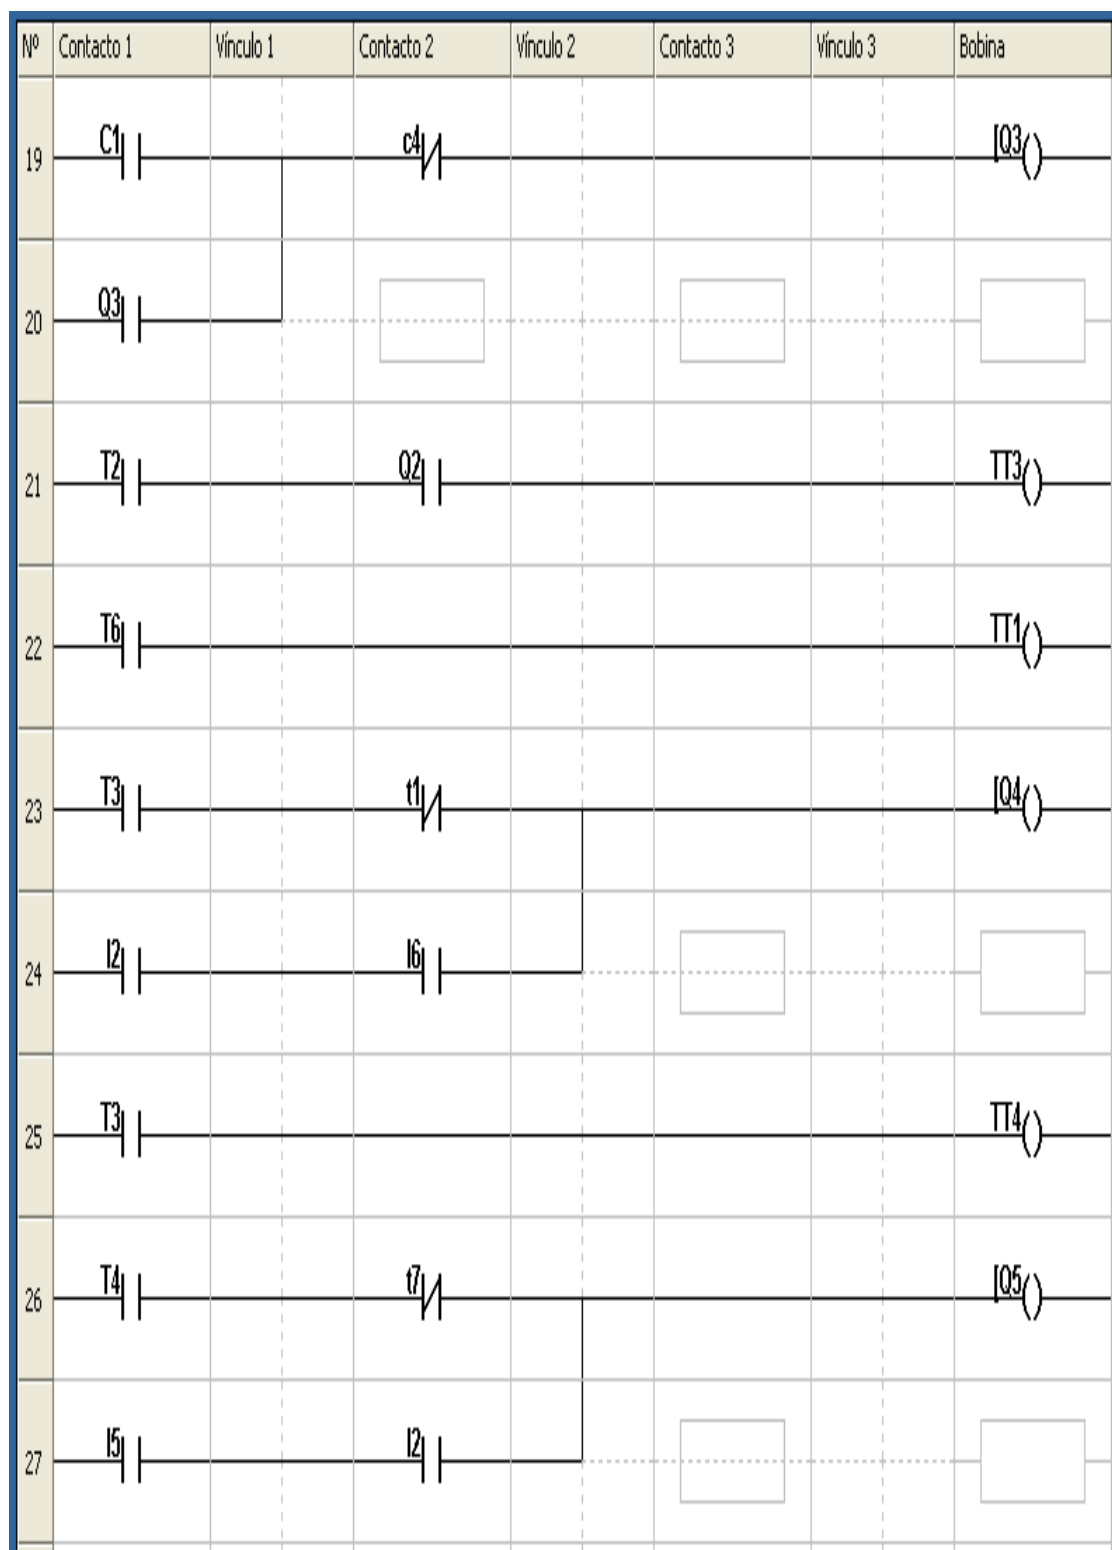 Nº Contacto 1 Vínculo 1 Contacto 2 Vínculo 2 Contacto 3 Vínculo 3 Bobina
19 C1 c4 [Q3
20 Q3
21 T2 Q2 TT3
22 T6 TT1
23 T3 t1 [Q4
24 I2 I6
25 T3 TT4
26 T4 t7 [Q5
27 I5 I2